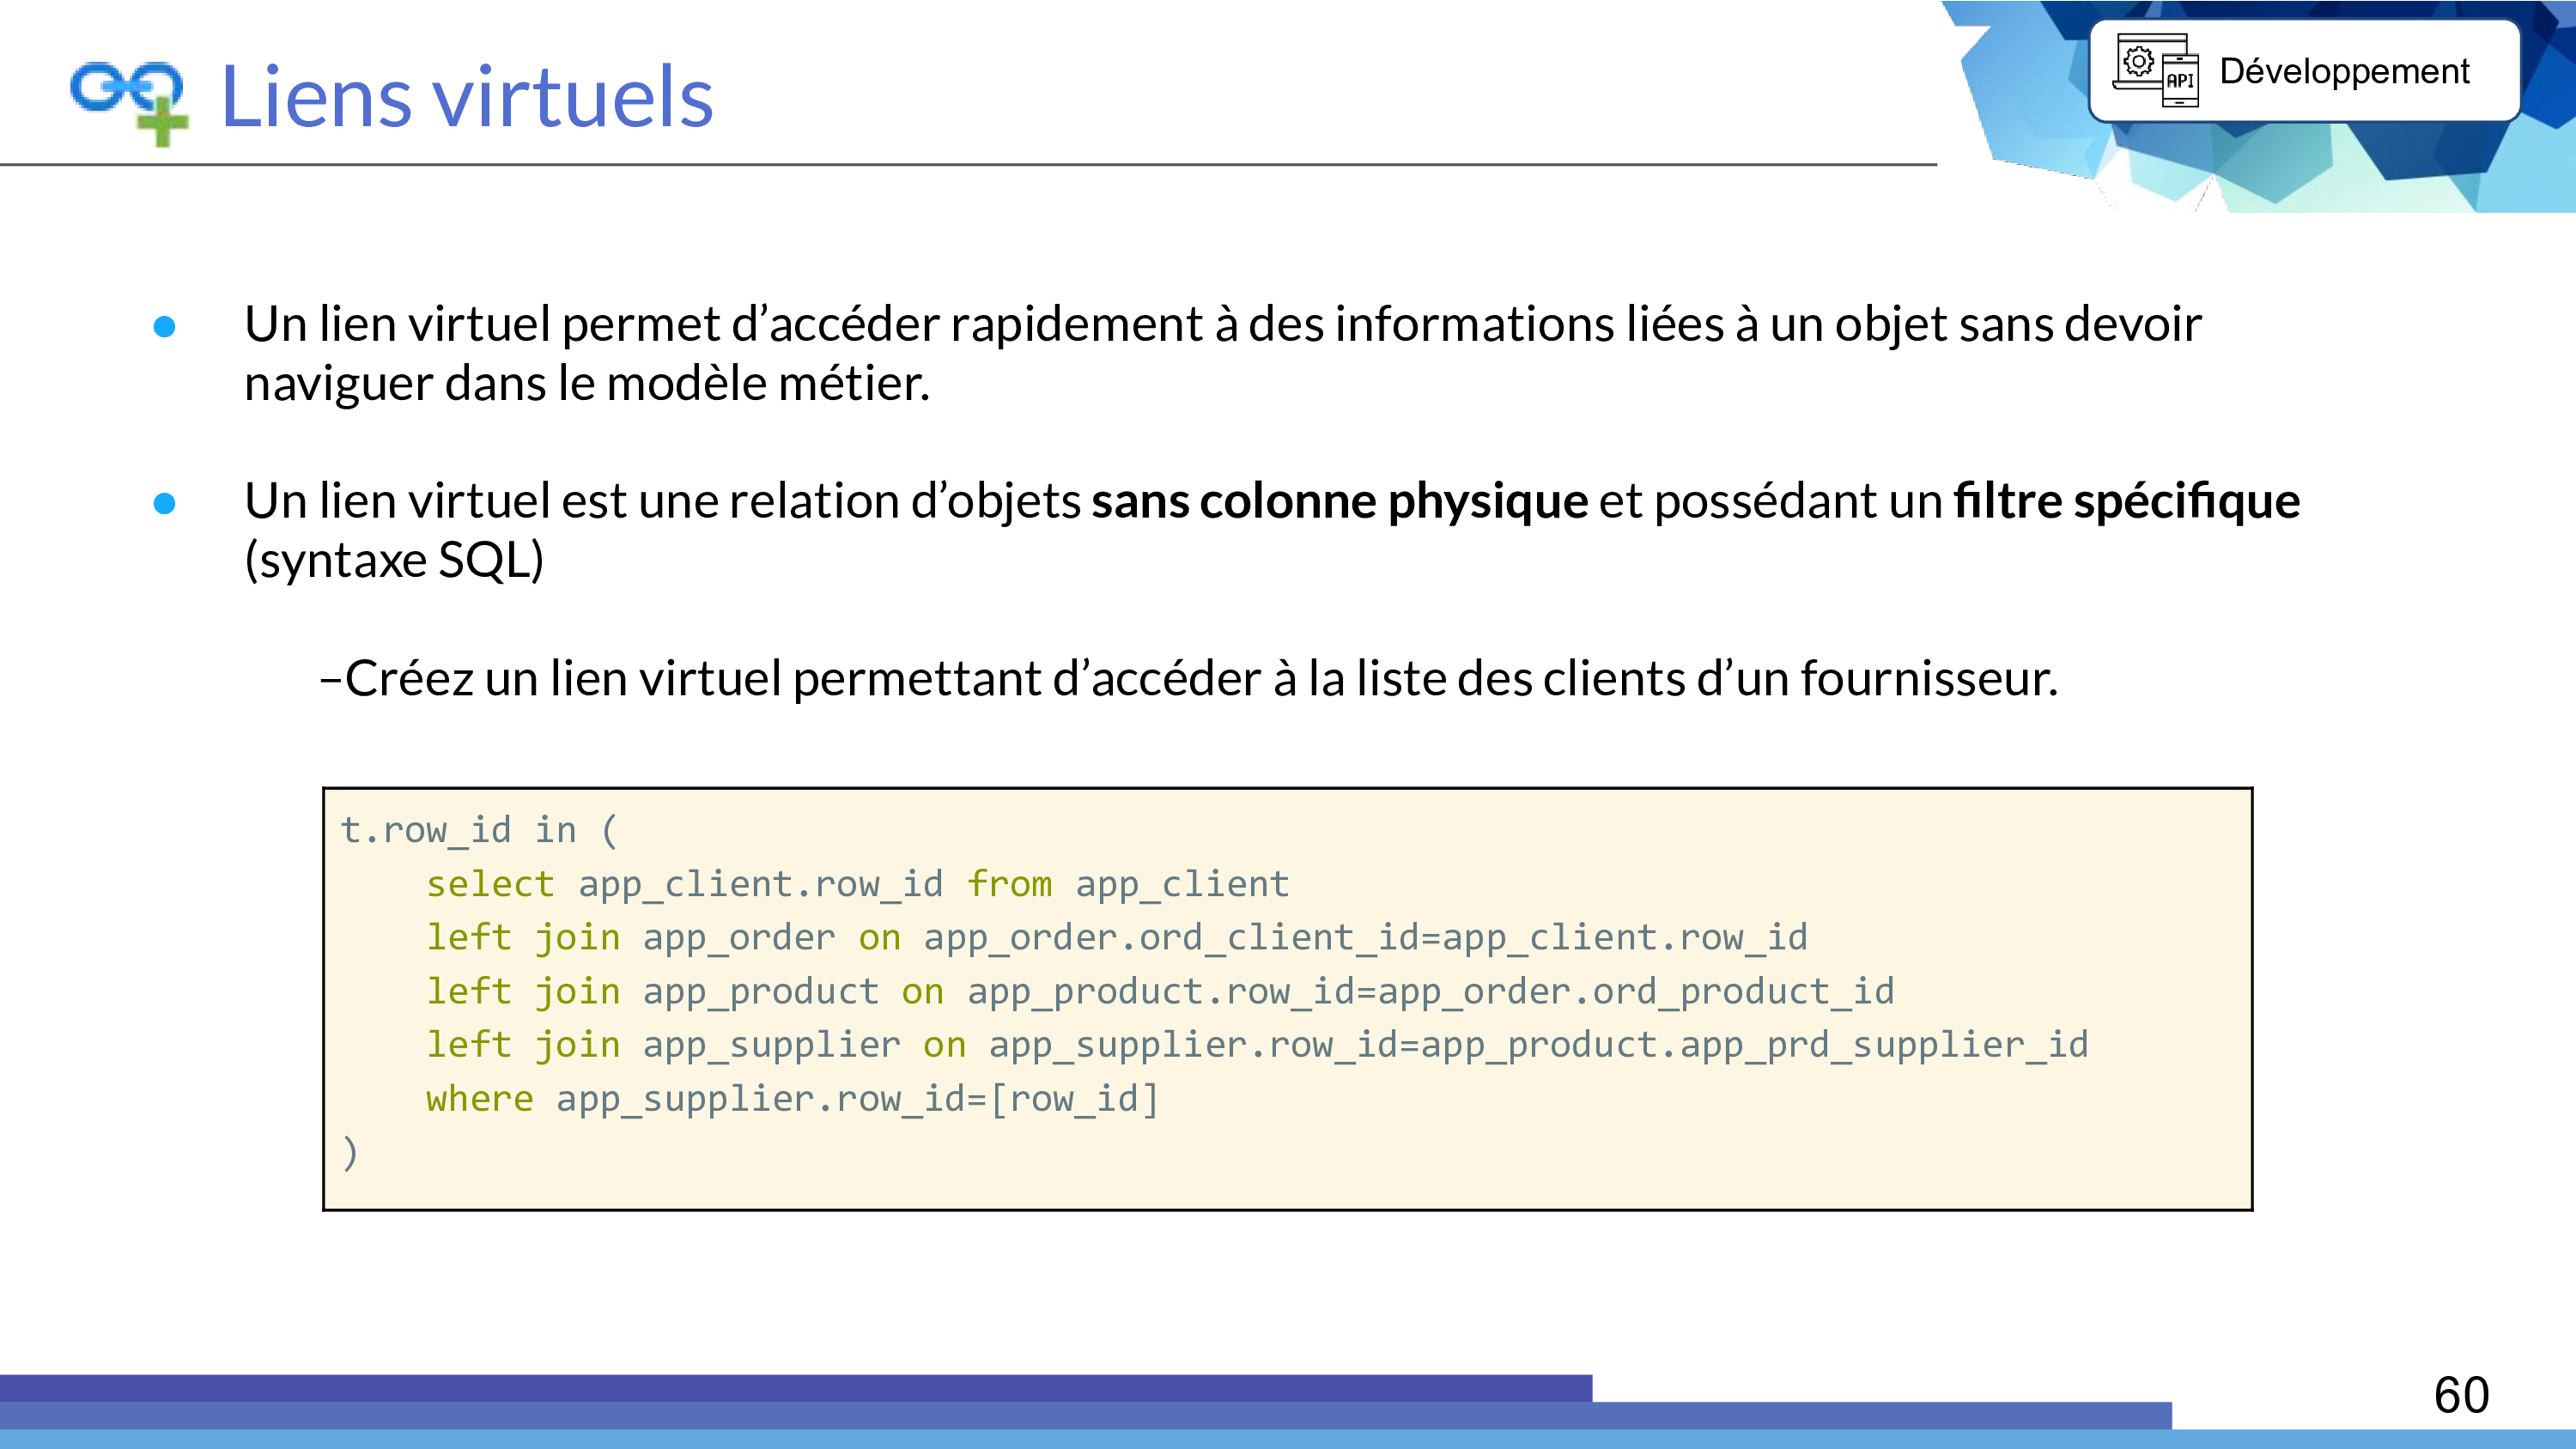 Liens virtuels
API
Développement
● Un lien virtuel permet d’accéder rapidement à des informations liées à un objet sans devoir
naviguer dans le modèle métier.
● Un lien virtuel est une relation d’objets sans colonne physique et possédant un filtre spécifique
(syntaxe SQL)
–Créez un lien virtuel permettant d’accéder à la liste des clients d’un fournisseur.
t.row_id in (
    select app_client.row_id from app_client
    left join app_order on app_order.ord_client_id=app_client.row_id
    left join app_product on app_product.row_id=app_order.ord_product_id
    left join app_supplier on app_supplier.row_id=app_product.app_prd_supplier_id
    where app_supplier.row_id=[row_id]
)
60